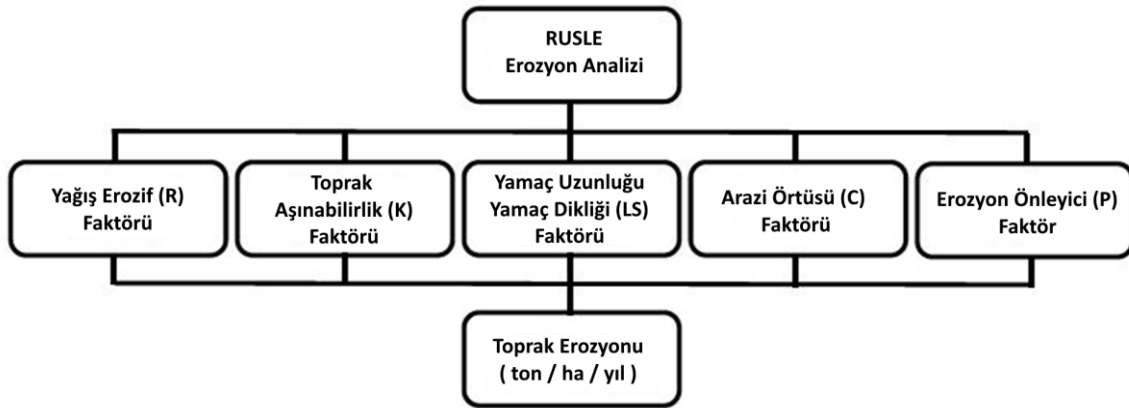 RUSLE
Erozyon Analizi
Yağış Erozif (R)
Faktörü
Toprak
Aşınabilirlik (K)
Faktörü
Yamaç Uzunluğu
Yamaç Dikliği (LS)
Faktörü
Arazi Örtüsü (C)
Faktörü
Erozyon Önleyici (P)
Faktör
Toprak Erozyonu
( ton / ha / yıl )